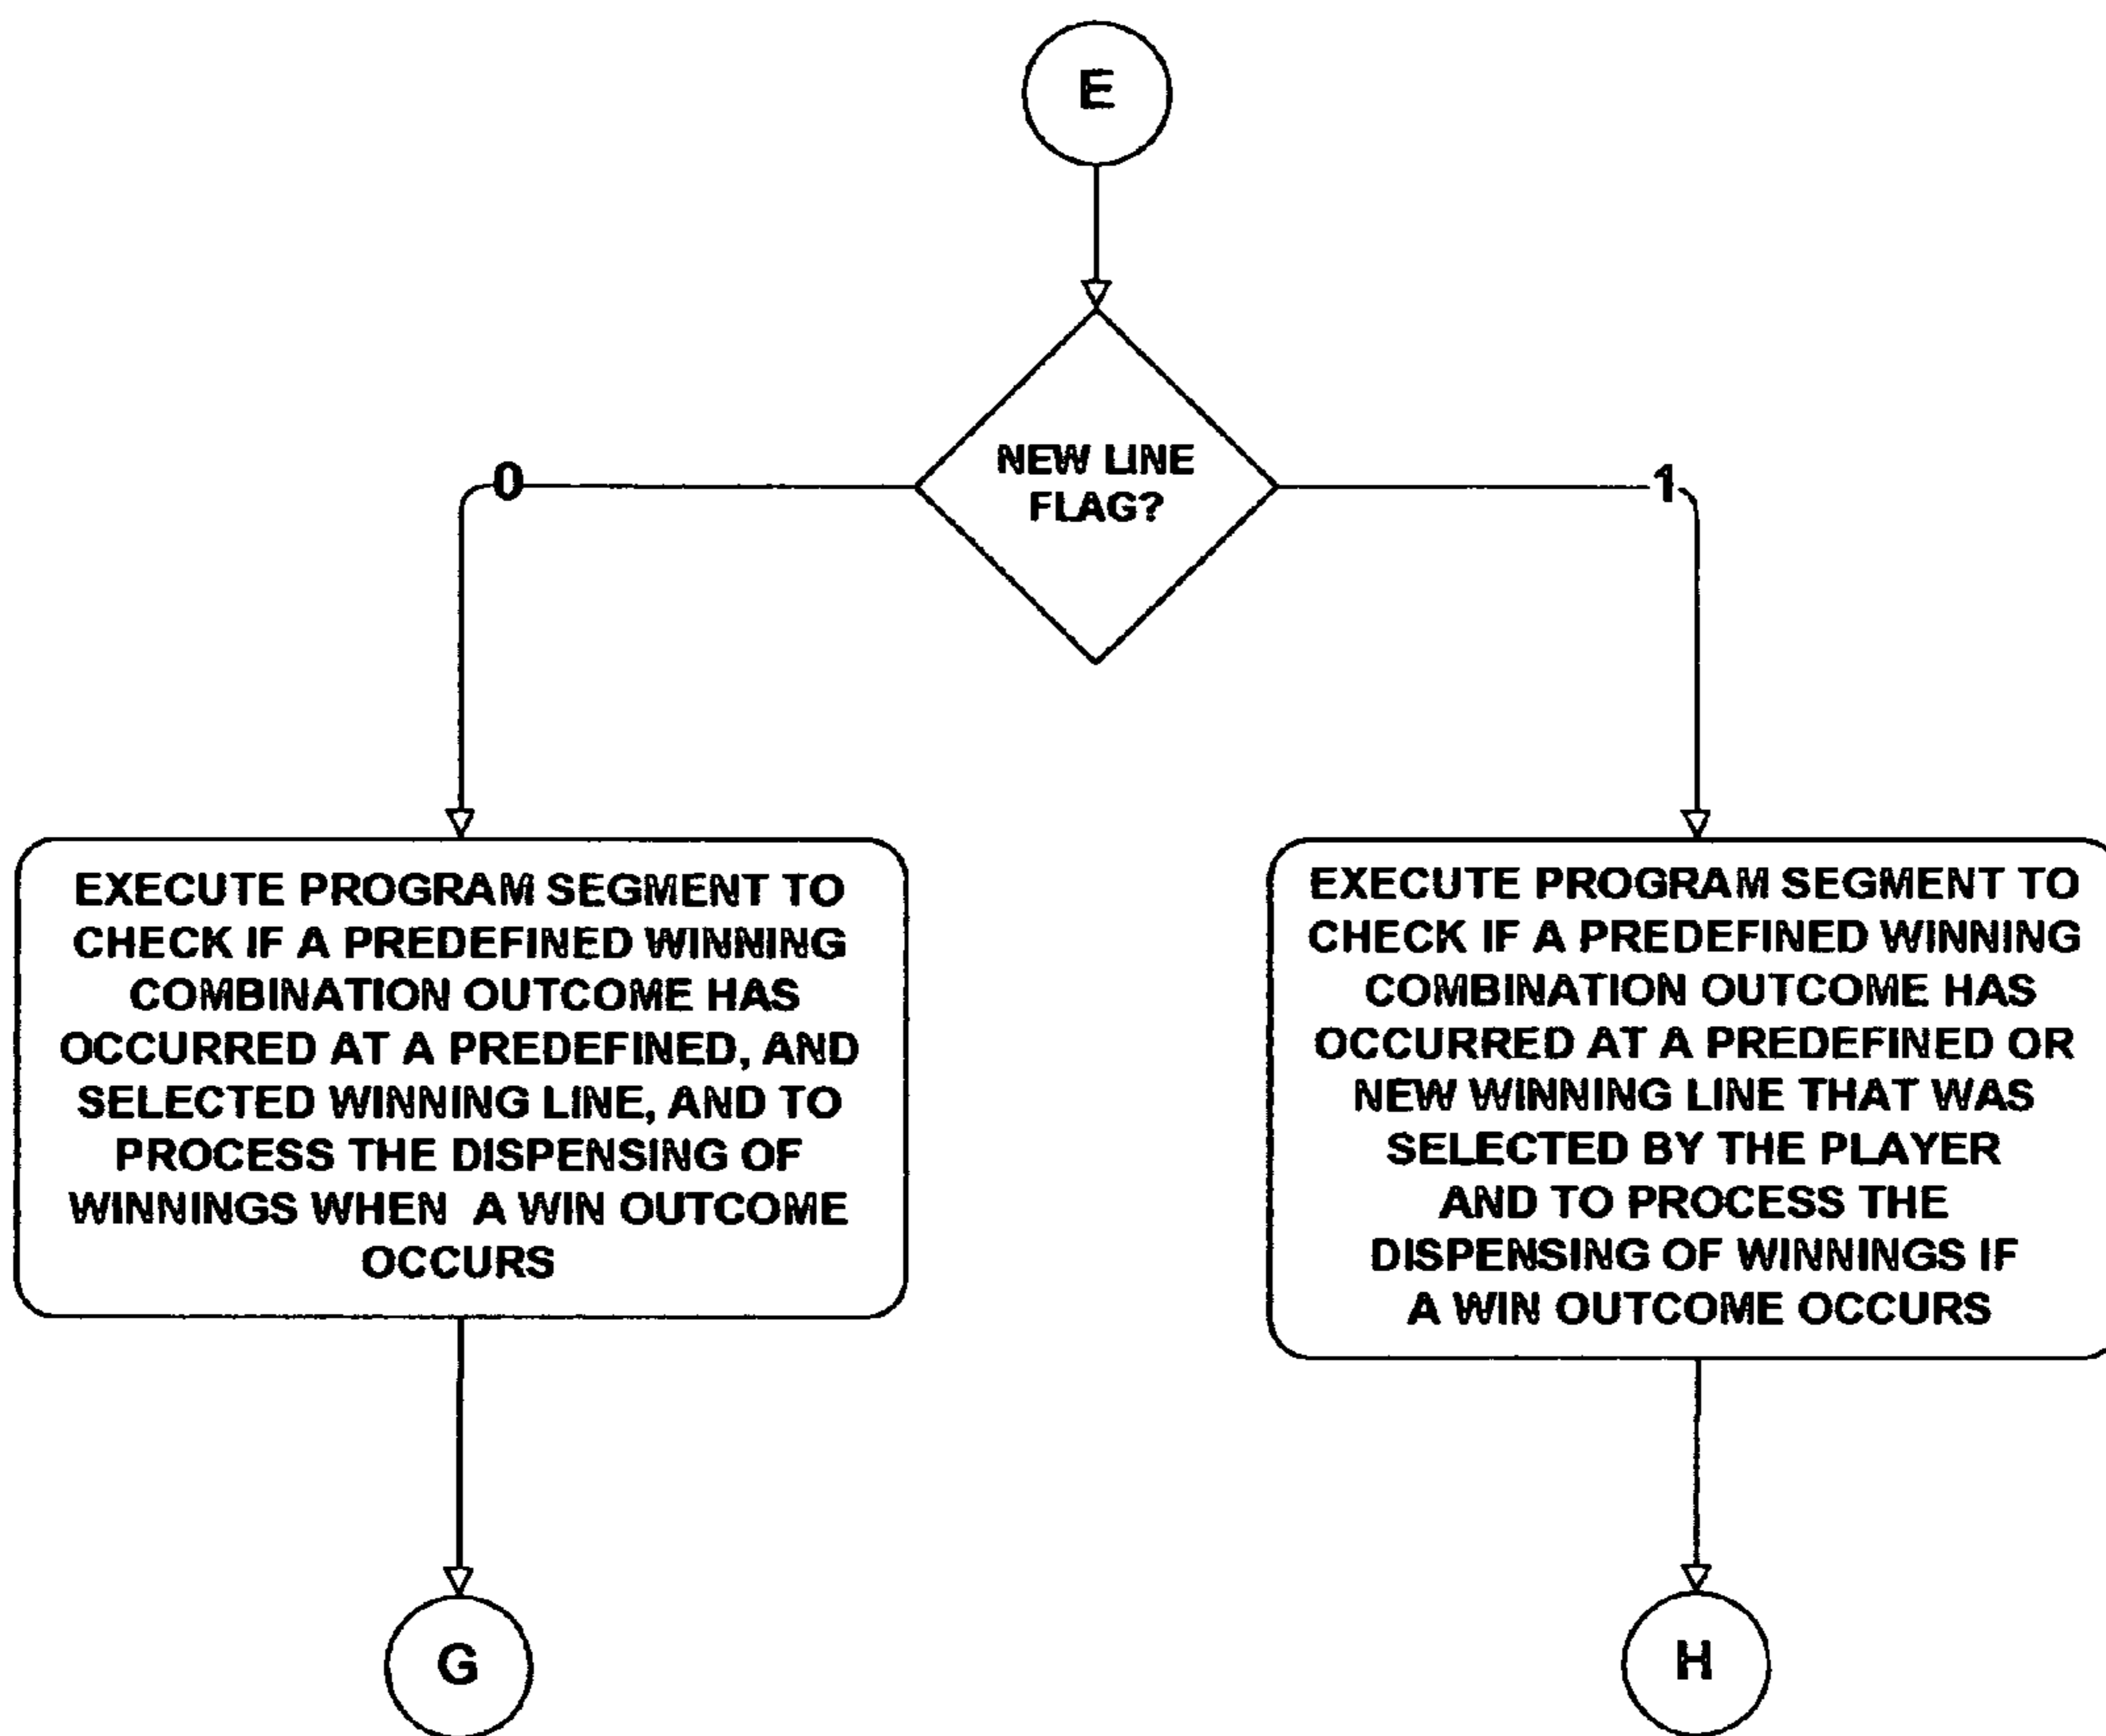 E
NEW LINE
FLAG?
0
1
EXECUTE PROGRAM SEGMENT TO
CHECK IF A PREDEFINED WINNING
COMBINATION OUTCOME HAS
OCCURRED AT A PREDEFINED, AND
SELECTED WINNING LINE, AND TO
PROCESS THE DISPENSING OF
WINNINGS WHEN A WIN OUTCOME
OCCURS
EXECUTE PROGRAM SEGMENT TO
CHECK IF A PREDEFINED WINNING
COMBINATION OUTCOME HAS
OCCURRED AT A PREDEFINED OR
NEW WINNING LINE THAT WAS
SELECTED BY THE PLAYER
AND TO PROCESS THE
DISPENSING OF WINNINGS IF
A WIN OUTCOME OCCURS
G
H